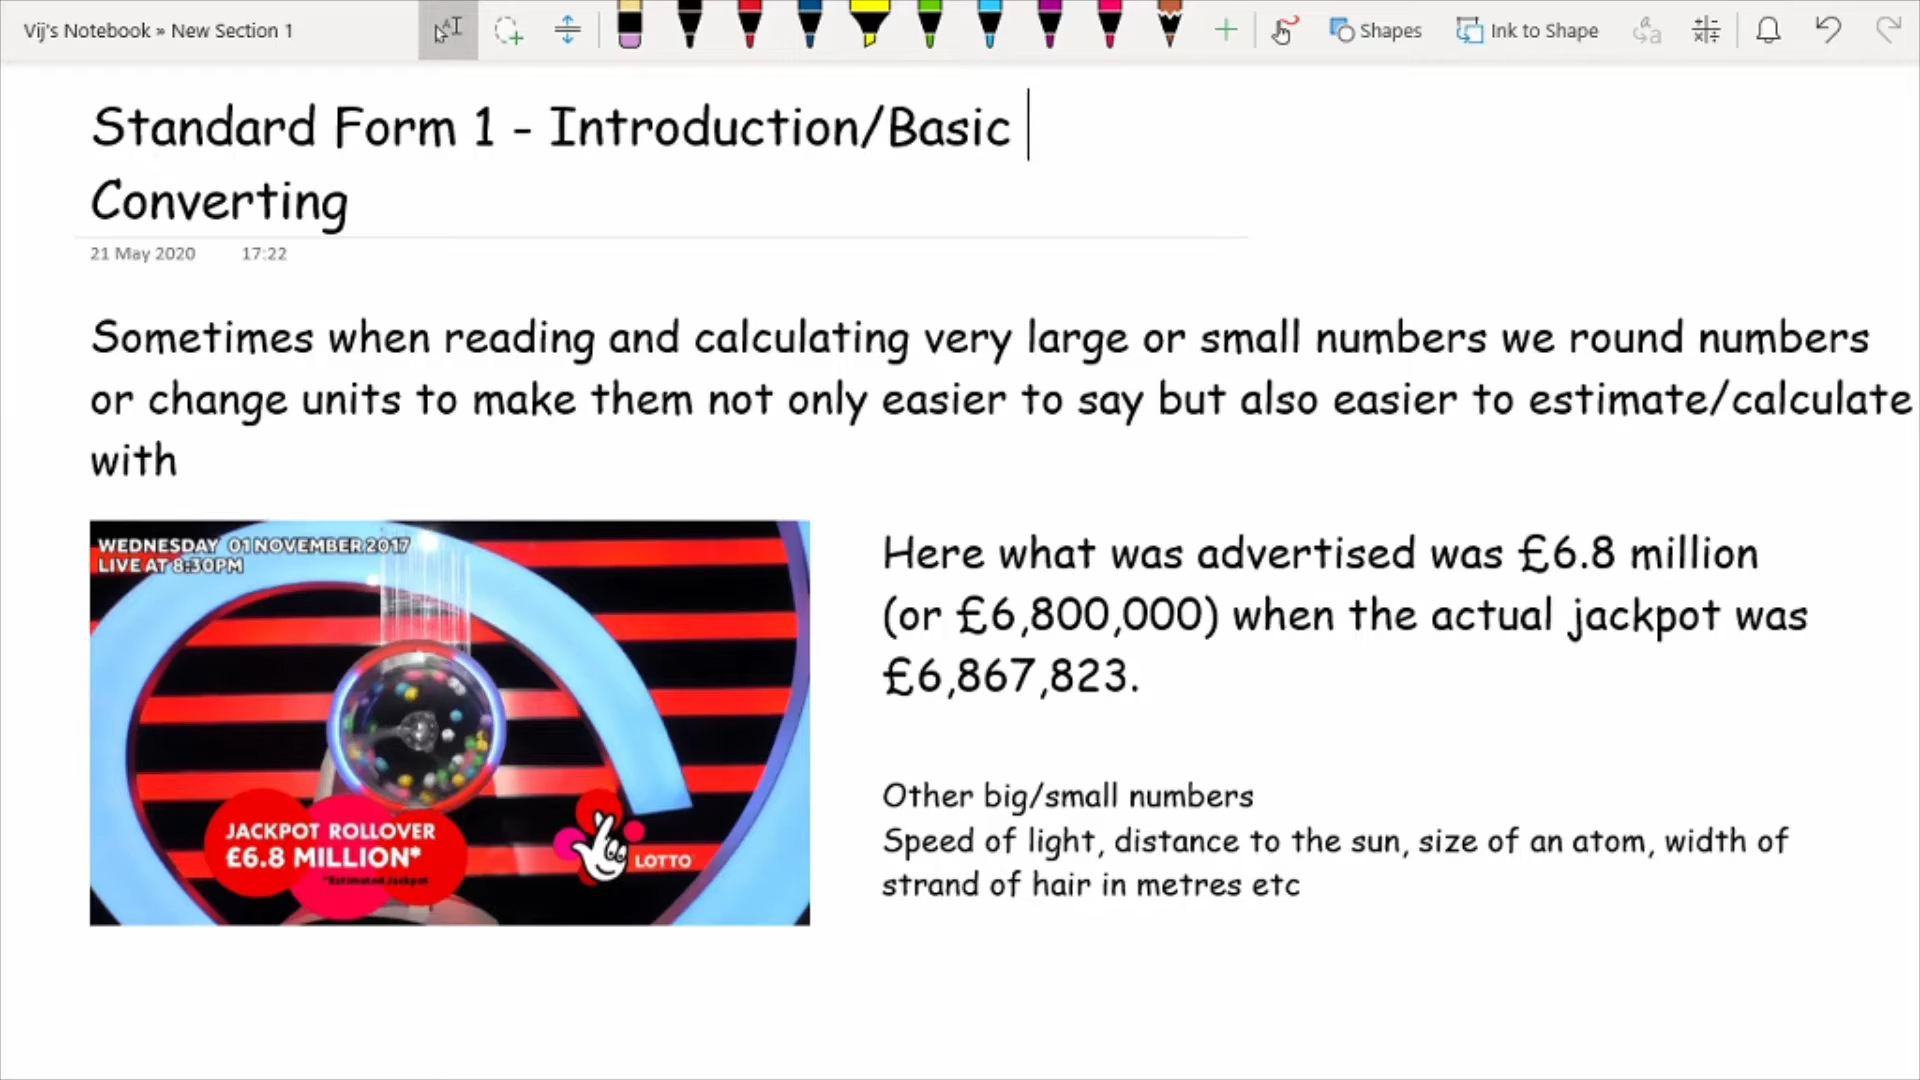 Vij's Notebook » New Section 1
Shapes
Ink to Shape
Standard Form 1 - Introduction/Basic
Converting
21 May 2020 17:22
Sometimes when reading and calculating very large or small numbers we round numbers
or change units to make them not only easier to say but also easier to estimate/calculate
with
WEDNESDAY 01 NOVEMBER 2017
LIVE AT 8:30PM
JACKPOT ROLLOVER
£6.8 MILLION*
*Estimated Jackpot
LOTTO
Here what was advertised was £6.8 million
(or £6,800,000) when the actual jackpot was
£6,867,823.
Other big/small numbers
Speed of light, distance to the sun, size of an atom, width of
strand of hair in metres etc